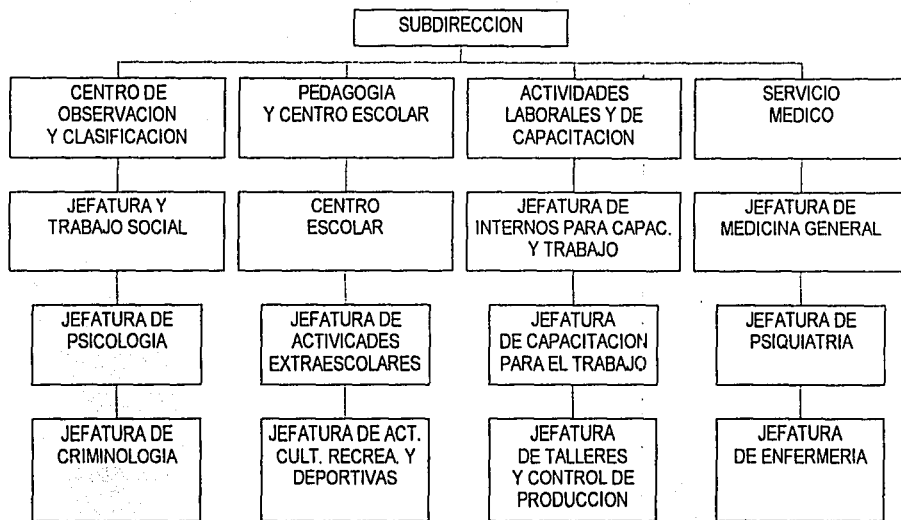 SUBDIRECCION
CENTRO DE
OBSERVACION
Y CLASIFICACION
PEDAGOGIA
Y CENTRO ESCOLAR
ACTIVIDADES
LABORALES Y DE
CAPACITACION
SERVICIO
MEDICO
JEFATURA Y
TRABAJO SOCIAL
CENTRO
ESCOLAR
JEFATURA DE
INTERNOS PARA CAPAC.
Y TRABAJO
JEFATURA DE
MEDICINA GENERAL
JEFATURA DE
PSICOLOGIA
JEFATURA DE
ACTIVICADES
EXTRAESCOLARES
JEFATURA
DE CAPACITACION
PARA EL TRABAJO
JEFATURA DE
PSIQUIATRIA
JEFATURA DE
CRIMINOLOGIA
JEFATURA DE ACT.
CULT. RECREA. Y
DEPORTIVAS
JEFATURA
DE TALLERES
Y CONTROL DE
PRODUCCION
JEFATURA
DE ENFERMERIA